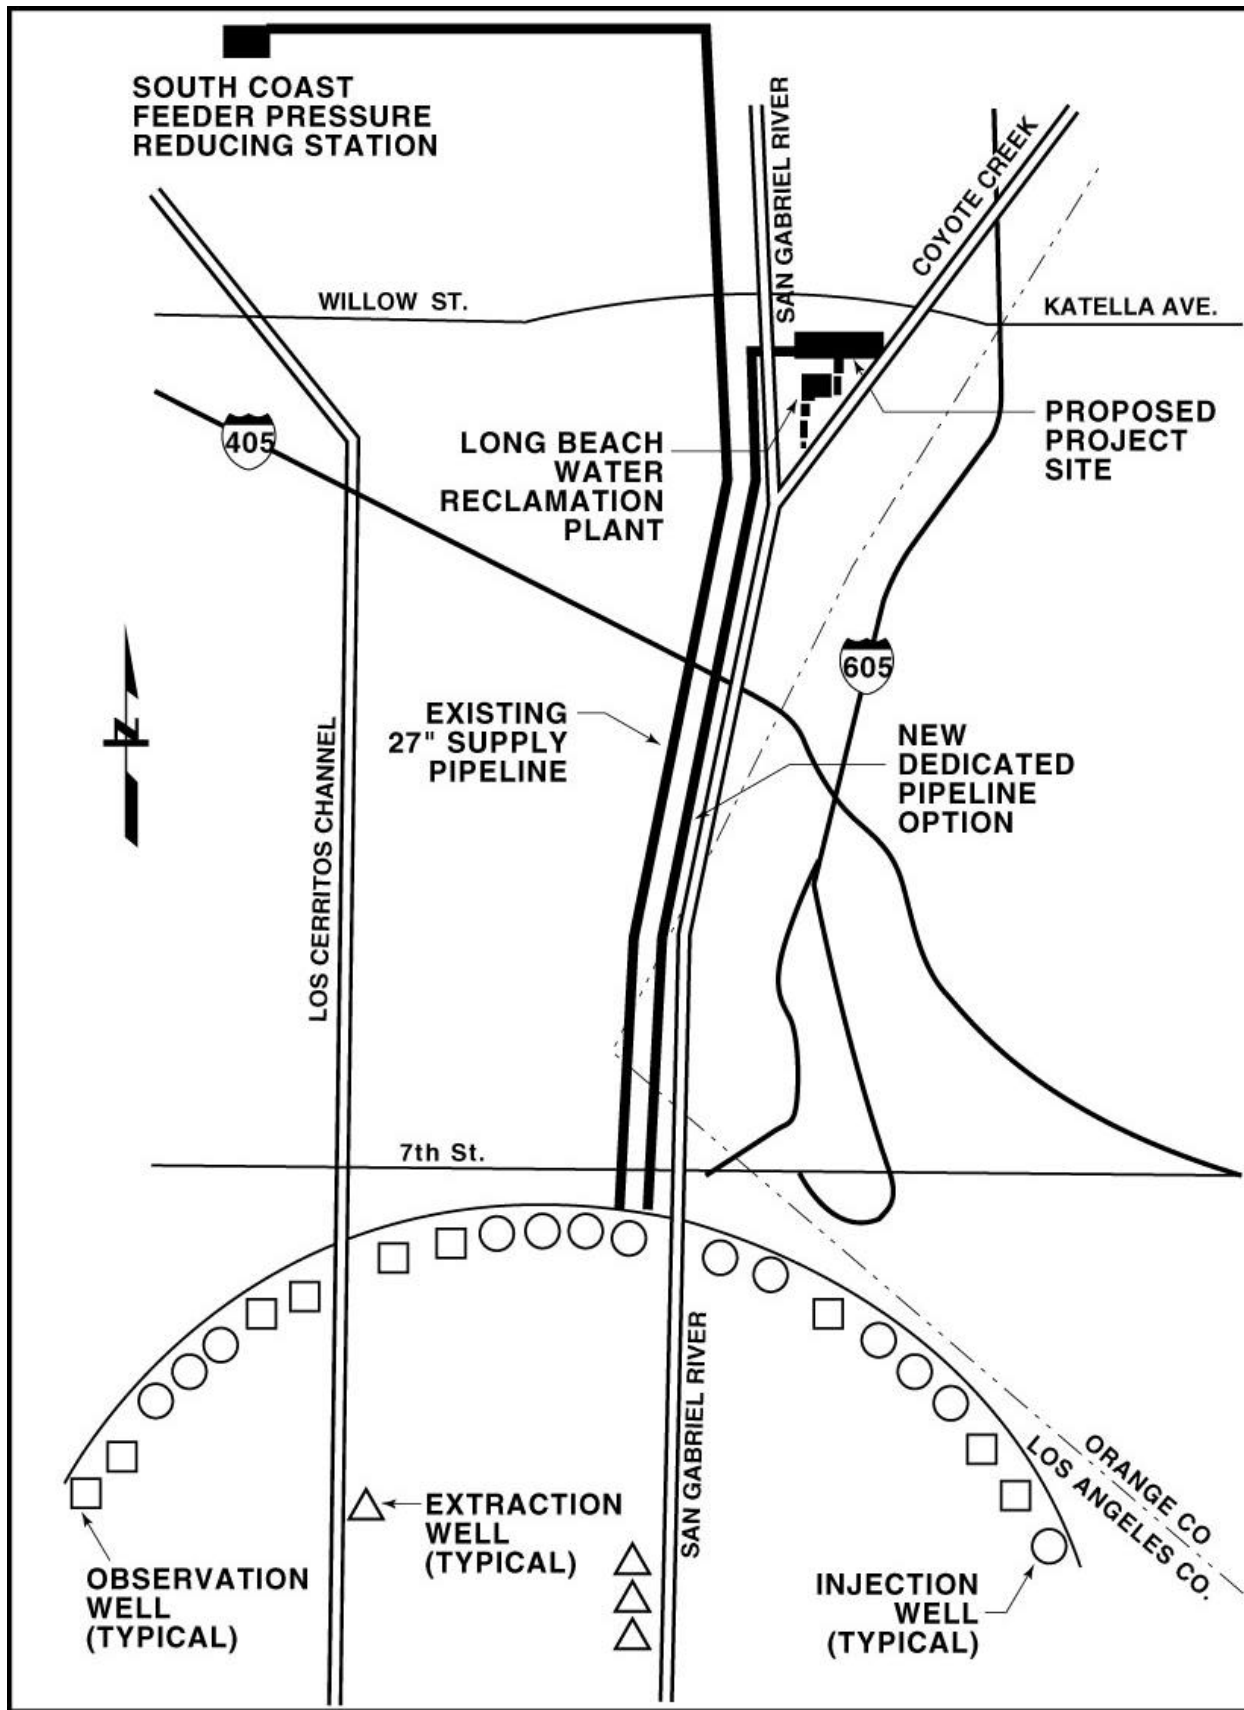 SOUTH COAST
FEEDER PRESSURE
REDUCING STATION
SAN GABRIEL RIVER
COYOTE CREEK
WILLOW ST.
KATELLA AVE.
405
LONG BEACH
WATER
RECLAMATION
PLANT
PROPOSED
PROJECT
SITE
N
605
EXISTING
27" SUPPLY
PIPELINE
NEW
DEDICATED
PIPELINE
OPTION
LOS CERRITOS CHANNEL
7th St.
SAN GABRIEL RIVER
ORANGE CO
LOS ANGELES CO.
EXTRACTION
WELL
(TYPICAL)
OBSERVATION
WELL
(TYPICAL)
INJECTION
WELL
(TYPICAL)